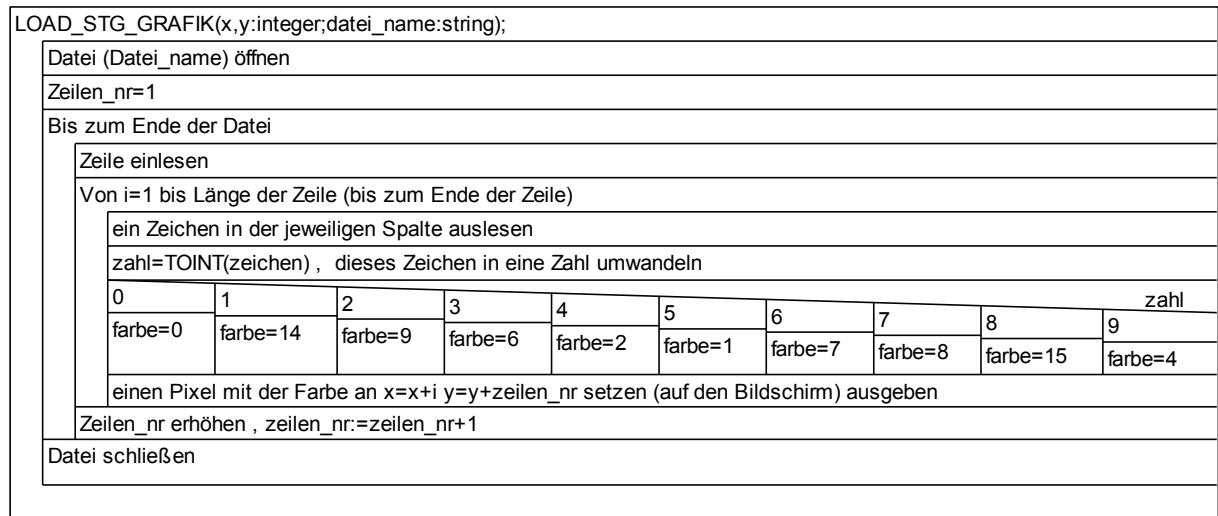 LOAD_STG_GRAFIK(x,y:integer;datei_name:string);
Datei (Datei_name) öffnen
Zeilen_nr=1
Bis zum Ende der Datei
Zeile einlesen
Von i=1 bis Länge der Zeile (bis zum Ende der Zeile)
ein Zeichen in der jeweiligen Spalte auslesen
zahl=TOINT(zeichen) , dieses Zeichen in eine Zahl umwandeln
0 1 2 3 4 5 6 7 8 9 zahl
farbe=0 farbe=14 farbe=9 farbe=6 farbe=2 farbe=1 farbe=7 farbe=8 farbe=15 farbe=4
einen Pixel mit der Farbe an x=x+i y=y+zeilen_nr setzen (auf den Bildschirm) ausgeben
Zeilen_nr erhöhen , zeilen_nr:=zeilen_nr+1
Datei schließen